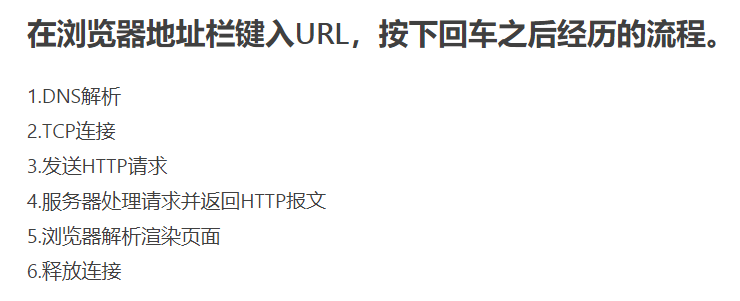 在浏览器地址栏键入URL，按下回车之后经历的流程。
1.DNS解析
2.TCP连接
3.发送HTTP请求
4.服务器处理请求并返回HTTP报文
5.浏览器解析渲染页面
6.释放连接